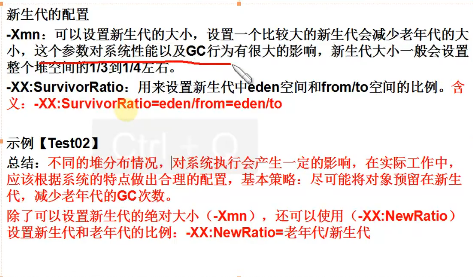 新生代的配置
-Xmn：可以设置新生代的大小，设置一个比较大的新生代会减少老年代的大
小，这个参数对系统性能以及GC行为有很大的影响，新生代大小一般会设置
整个堆空间的1/3到1/4左右。
-XX:SurvivorRatio：用来设置新生代中eden空间和from/to空间的比例。含
义：-XX:SurvivorRatio=eden/from=eden/to
Ctrl + O
示例【Test02】
总结：不同的堆分布情况，对系统执行会产生一定的影响，在实际工作中，
应该根据系统的特点做出合理的配置，基本策略：尽可能将对象预留在新生
代，减少老年代的GC次数。
除了可以设置新生代的绝对大小（-Xmn），还可以使用（-XX:NewRatio）
设置新生代和老年代的比例：-XX:NewRatio=老年代/新生代